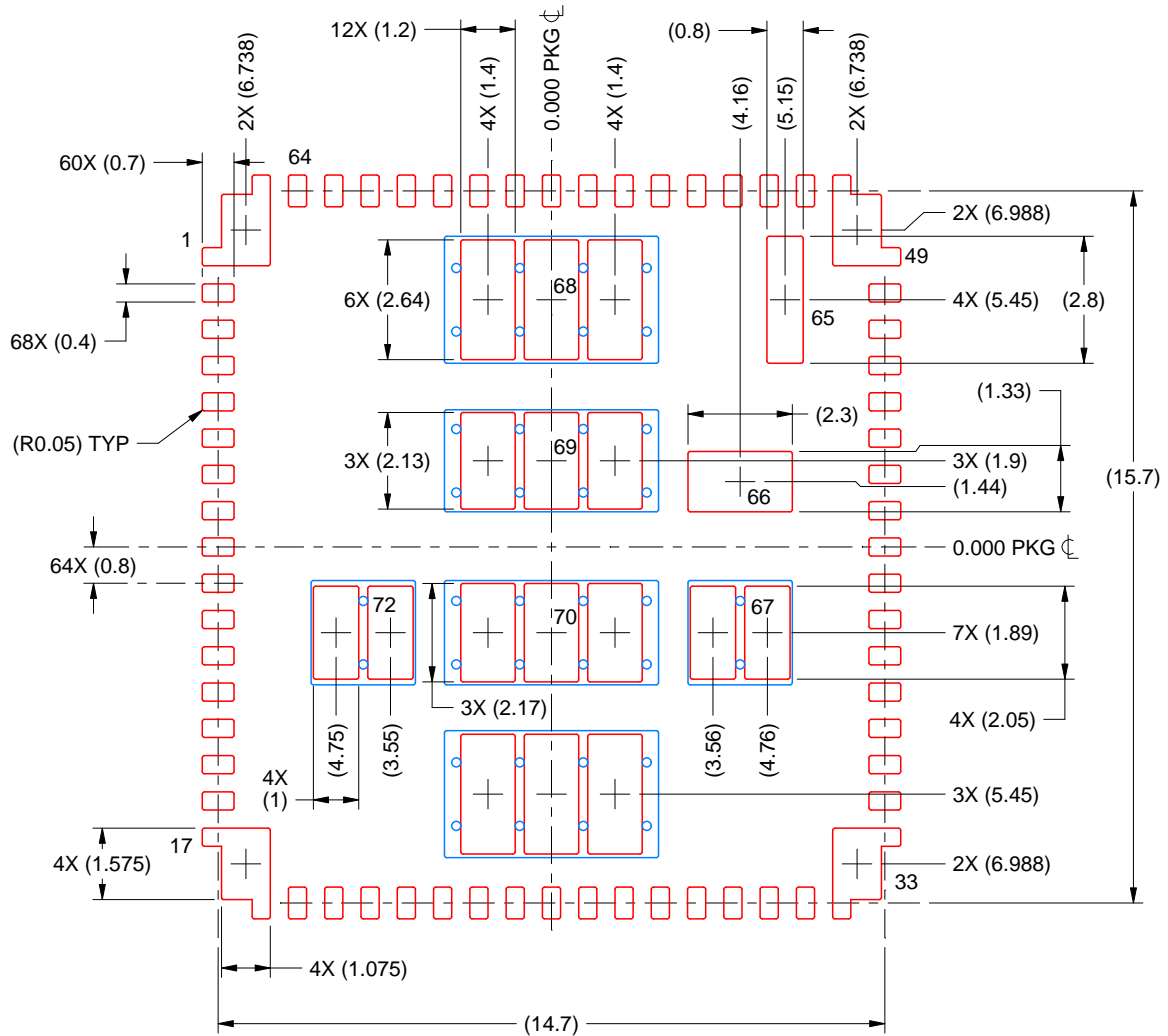 12X (1.2)
(0.8)
2X (6.738)
4X (1.4)
0.000 PKG ℄
4X (1.4)
(4.16)
(5.15)
2X (6.738)
60X (0.7)
64
1
2X (6.988)
49
68
6X (2.64)
4X (5.45)
(2.8)
65
68X (0.4)
(1.33)
(2.3)
(R0.05) TYP
69
3X (2.13)
3X (1.9)
(1.44)
66
(15.7)
0.000 PKG ℄
64X (0.8)
72
70
67
7X (1.89)
3X (2.17)
4X (2.05)
(4.75)
(3.55)
(3.56)
(4.76)
4X
(1)
3X (5.45)
17
4X (1.575)
2X (6.988)
33
4X (1.075)
(14.7)